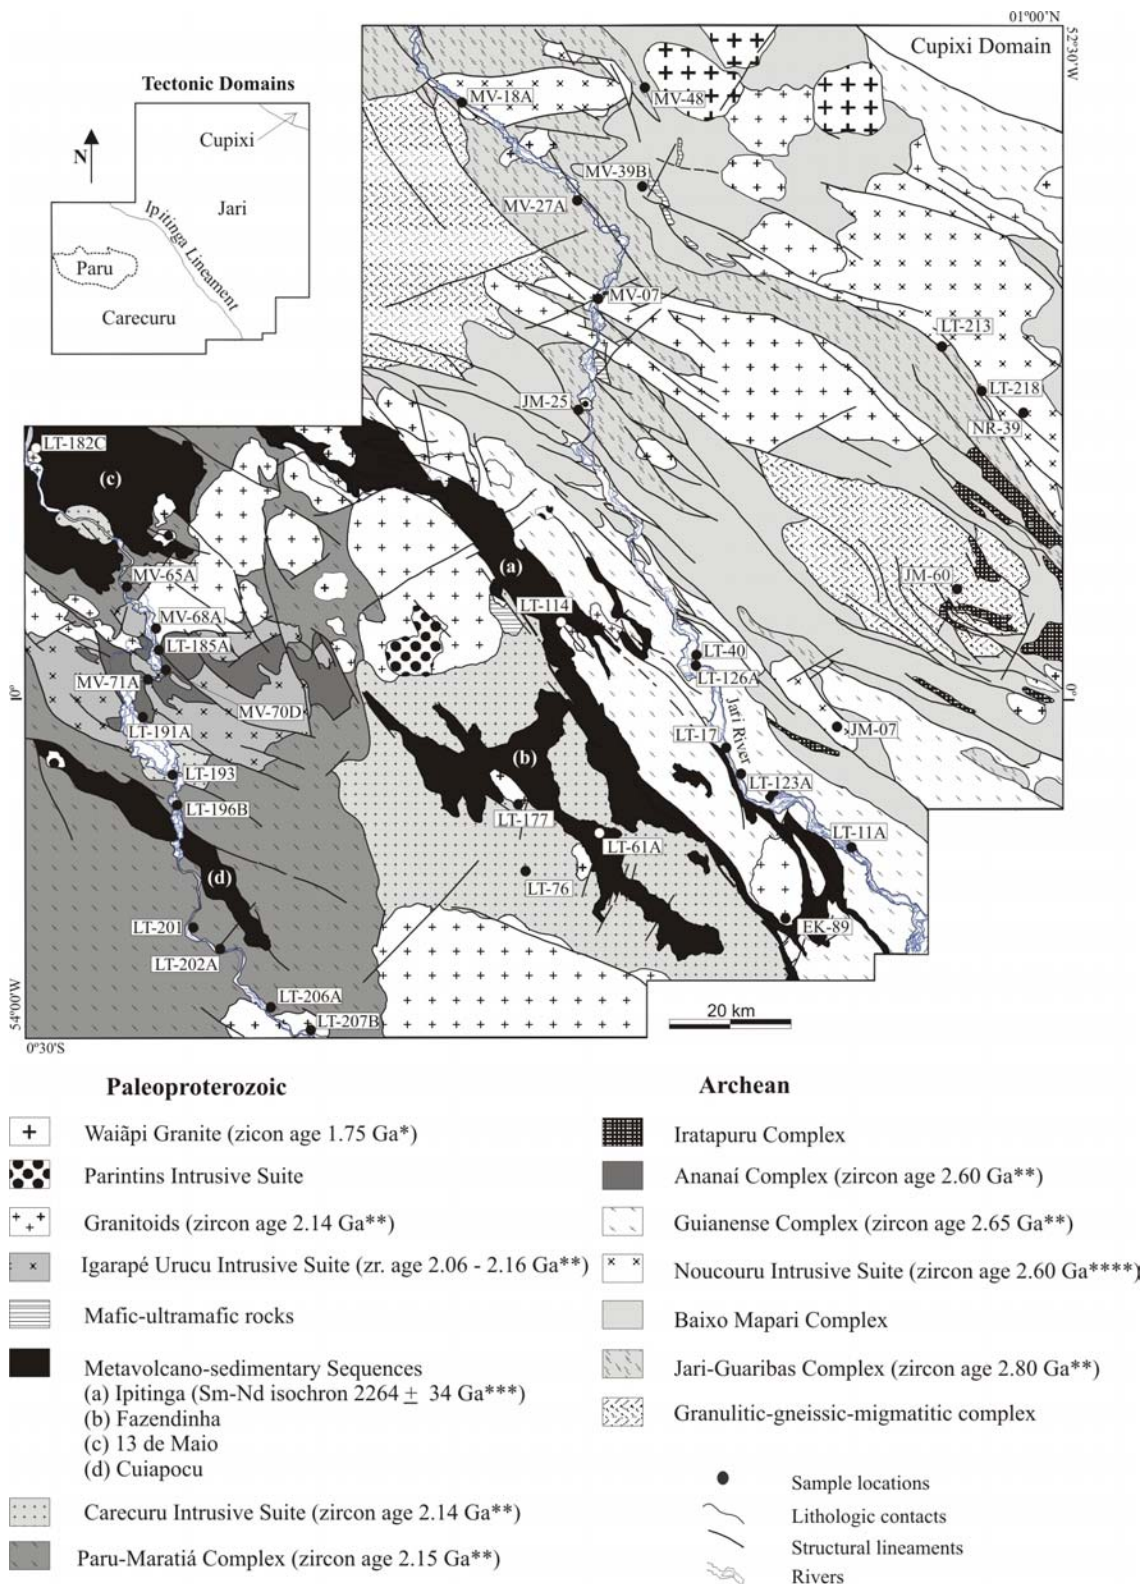 01°00'N
52°30'W
Cupixi Domain
Tectonic Domains
N
Cupixi
Jari
Ipitinga Lineament
Paru
Carecuru
MV-18A
MV-48
MV-39B
MV-27A
MV-07
LT-213
JM-25
LT-218
NR-39
LT-182C
(c)
(a)
MV-65A
JM-60
LT-114
MV-68A
LT-185A
LT-40
LT-126A
MV-71A
0°
0°
MV-70D
Jari River
LT-191A
LT-17
JM-07
(b)
LT-193
LT-123A
LT-196B
LT-177
LT-61A
LT-11A
(d)
LT-76
LT-201
EK-89
LT-202A
LT-206A
54°00'W
LT-207B
20 km
0°30'S
Paleoproterozoic
Waiãpi Granite (zicon age 1.75 Ga*)
Parintins Intrusive Suite
Granitoids (zircon age 2.14 Ga**)
Igarapé Urucu Intrusive Suite (zr. age 2.06 - 2.16 Ga**)
Mafic-ultramafic rocks
Metavolcano-sedimentary Sequences
(a) Ipitinga (Sm-Nd isochron 2264 ± 34 Ga***)
(b) Fazendinha
(c) 13 de Maio
(d) Cuiapocu
Carecuru Intrusive Suite (zircon age 2.14 Ga**)
Paru-Maratiá Complex (zircon age 2.15 Ga**)
Archean
Iratapuru Complex
Ananaí Complex (zircon age 2.60 Ga**)
Guianense Complex (zircon age 2.65 Ga**)
Noucouru Intrusive Suite (zircon age 2.60 Ga****)
Baixo Mapari Complex
Jari-Guaribas Complex (zircon age 2.80 Ga**)
Granulitic-gneissic-migmatitic complex
Sample locations
Lithologic contacts
Structural lineaments
Rivers